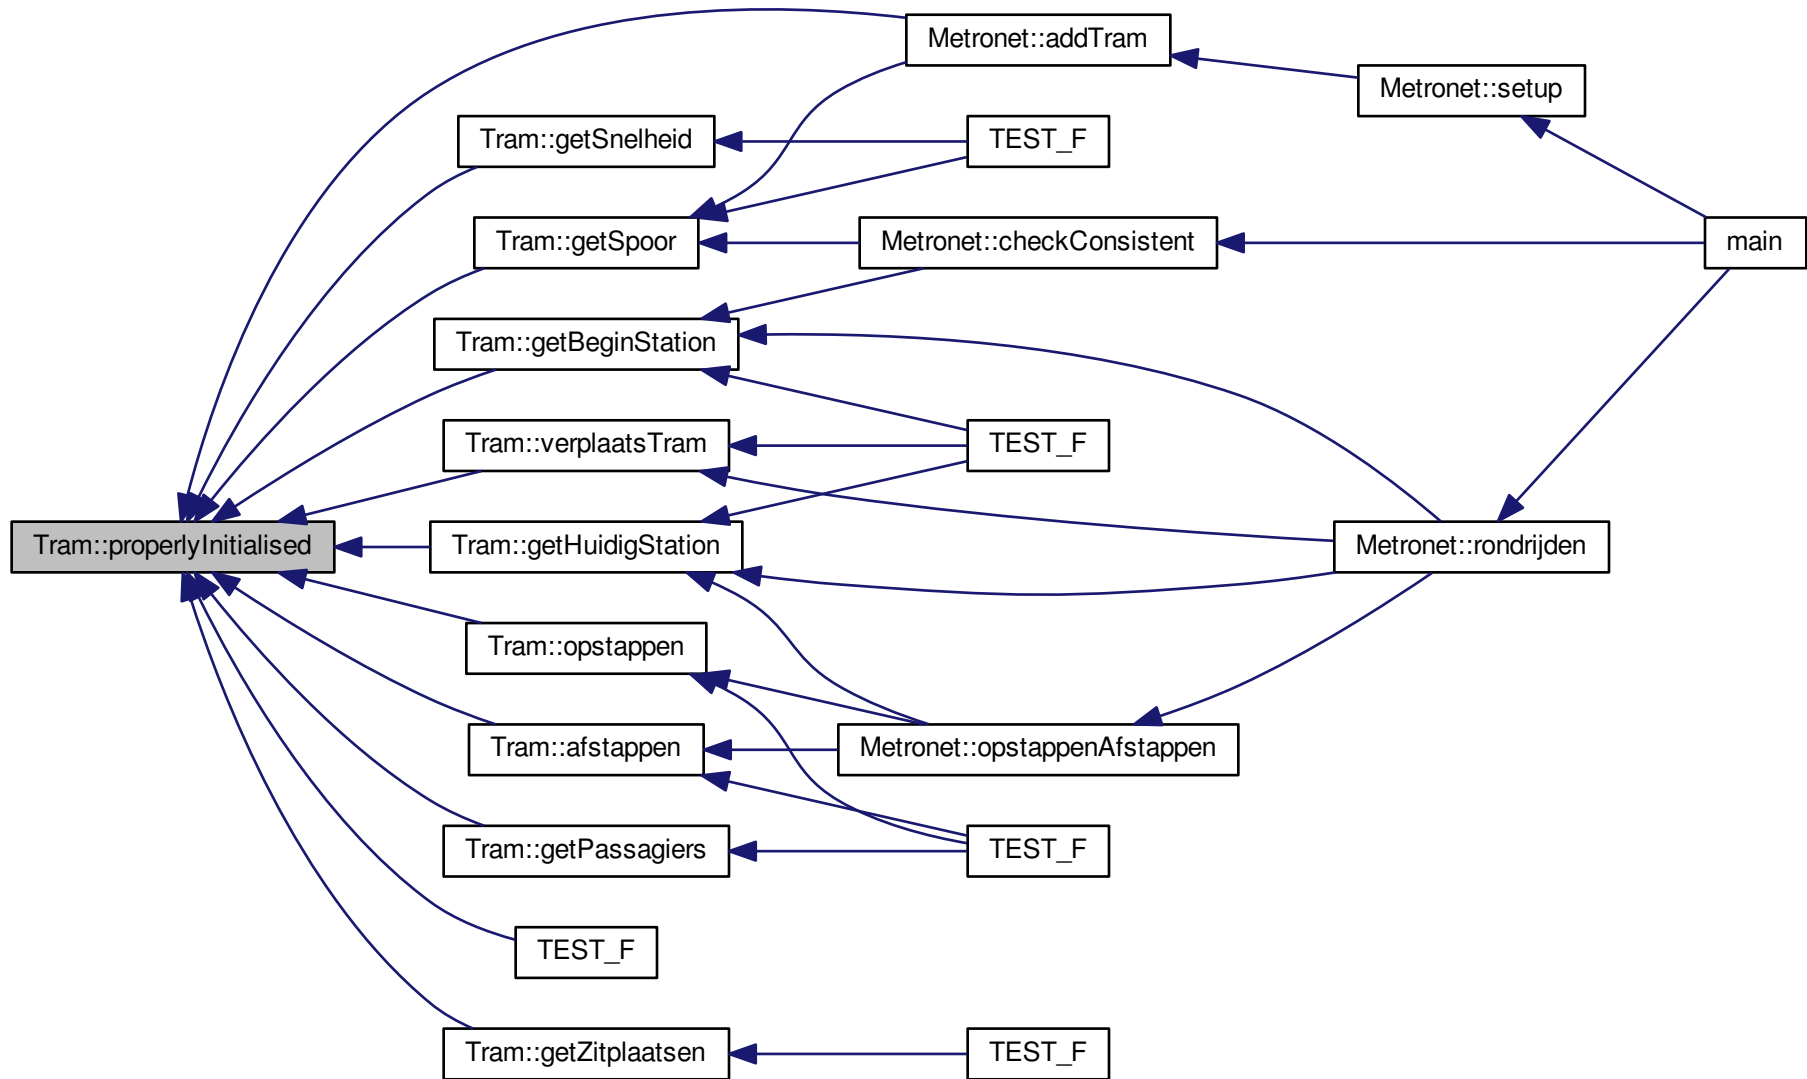 Metronet::addTram
Metronet::setup
Tram::getSnelheid
TEST_F
Tram::getSpoor
Metronet::checkConsistent
main
Tram::getBeginStation
Tram::verplaatsTram
TEST_F
Tram::properlyInitialised
Tram::getHuidigStation
Metronet::rondrijden
Tram::opstappen
Tram::afstappen
Metronet::opstappenAfstappen
Tram::getPassagiers
TEST_F
TEST_F
Tram::getZitplaatsen
TEST_F